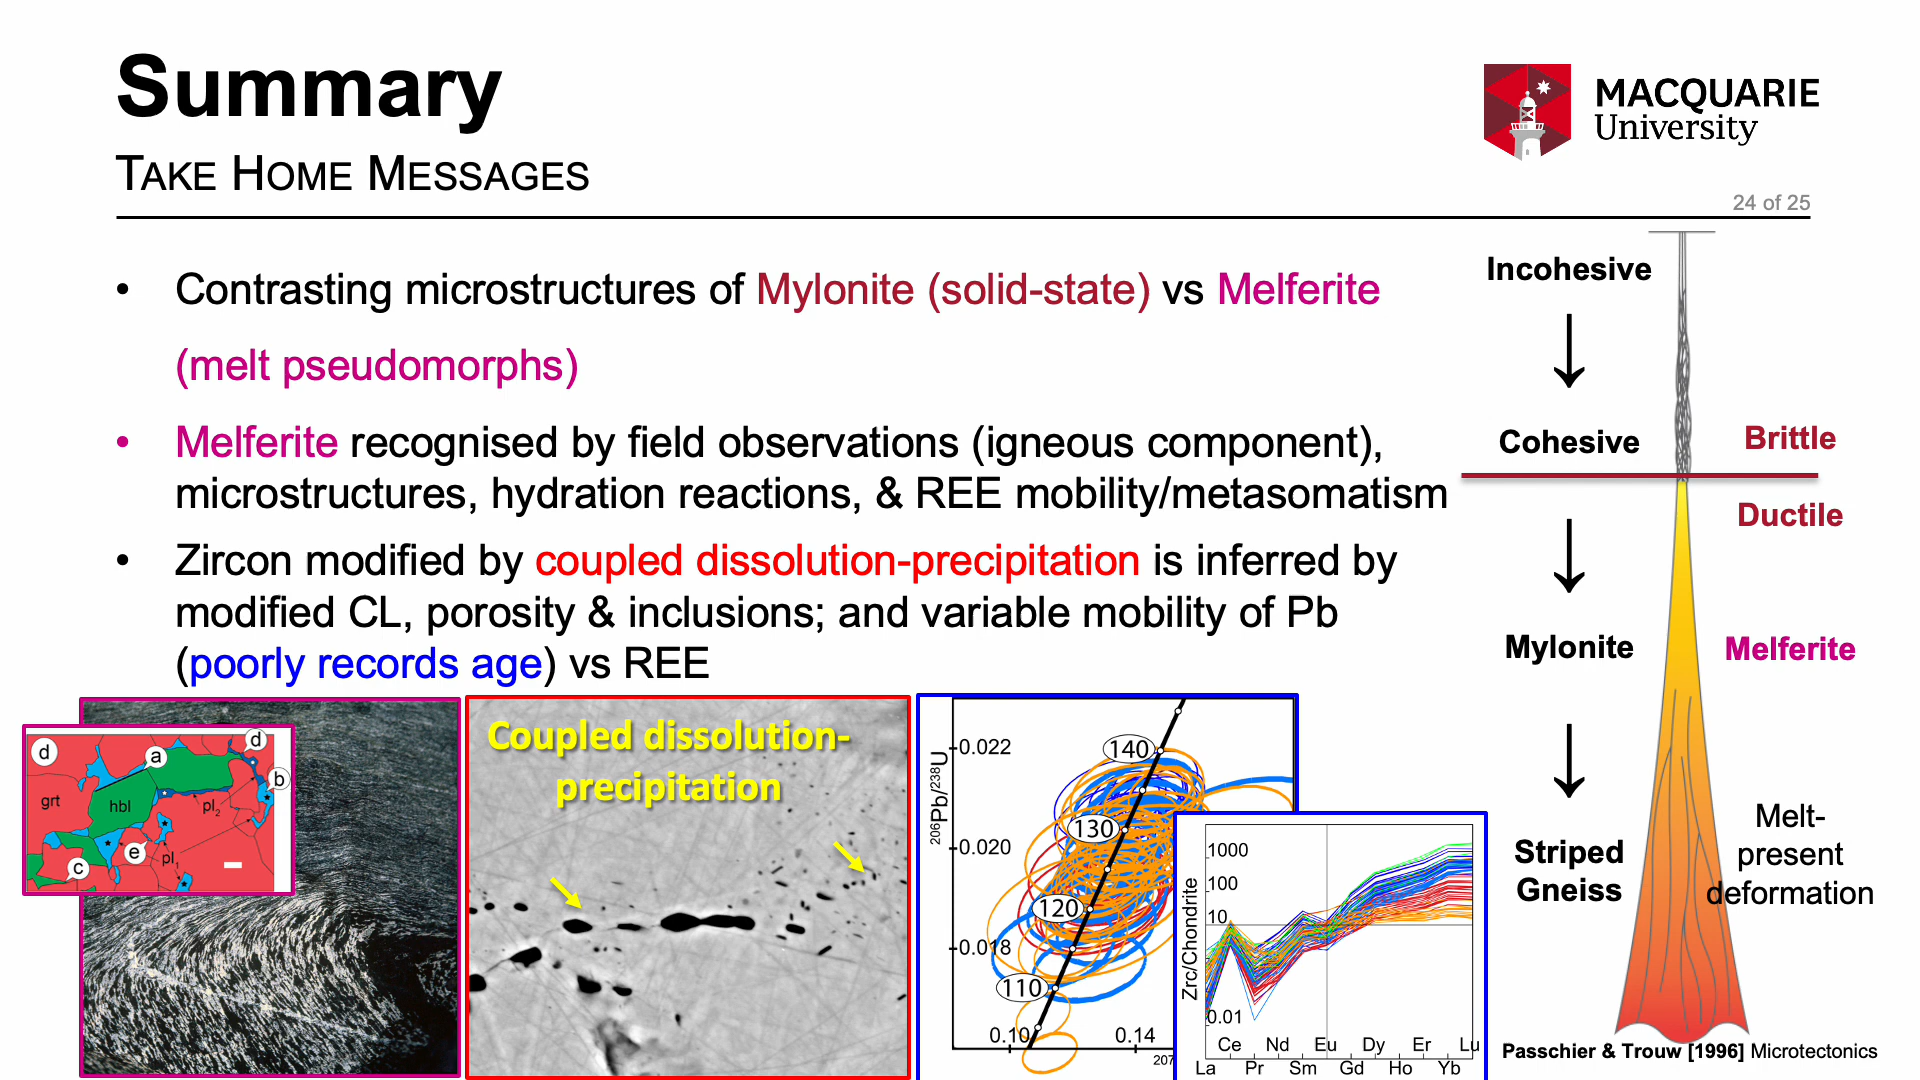 Summary
TAKE HOME MESSAGES
MACQUARIE
University
24 of 25
• Contrasting microstructures of Mylonite (solid-state) vs Melferite
(melt pseudomorphs)
• Melferite recognised by field observations (igneous component),
microstructures, hydration reactions, & REE mobility/metasomatism
• Zircon modified by coupled dissolution-precipitation is inferred by
modified CL, porosity & inclusions; and variable mobility of Pb
(poorly records age) vs REE
Incohesive
Cohesive
Brittle
Ductile
Mylonite
Melferite
Striped
Gneiss
Melt-
present
deformation
Passchier & Trouw [1996] Microtectonics
d
a
d
b
grt
hbl
pl2
e
pl1
c
Coupled dissolution-
precipitation
206Pb/238U
0.022
0.020
0.018
140
130
120
110
0.10
0.14
207
Zrc/Chondrite
1000
100
10
0.01
Ce Nd Eu Dy Er Lu
La Pr Sm Gd Ho Yb